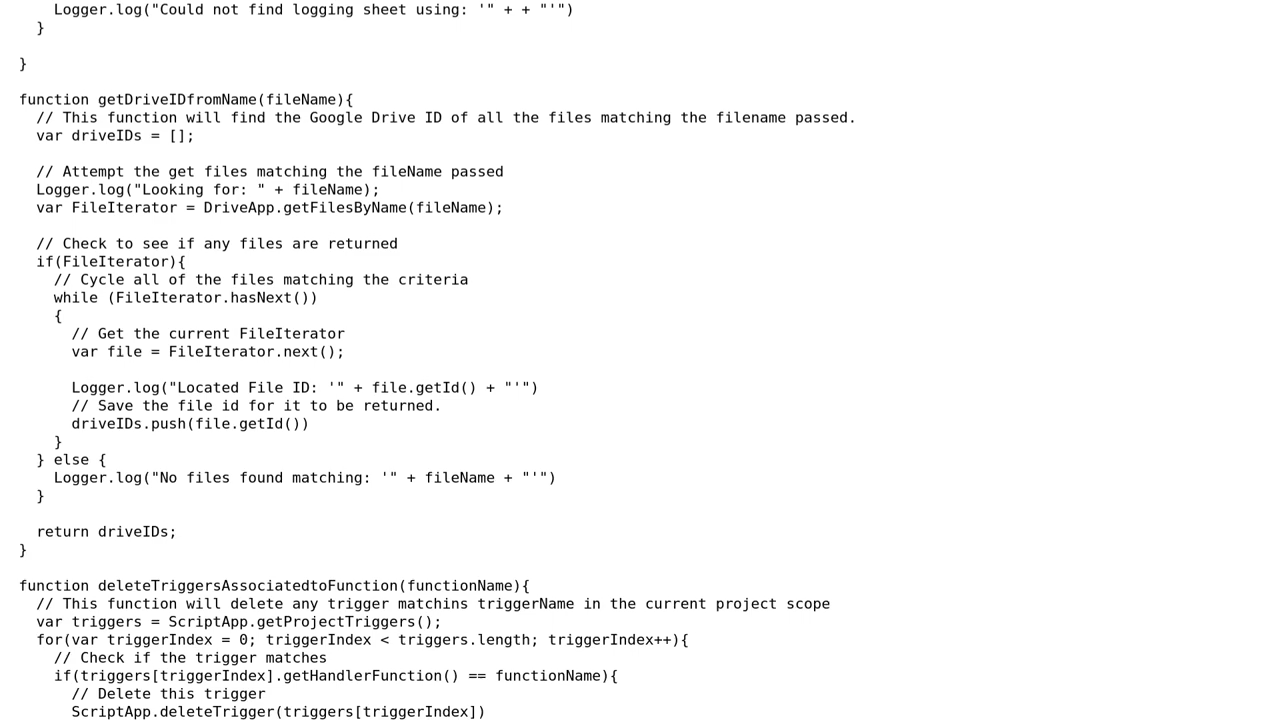 Logger.log("Could not find logging sheet using: '" + + "'")
}
}
function getDriveIDfromName(fileName){
// This function will find the Google Drive ID of all the files matching the filename passed.
var driveIDs = [];
// Attempt the get files matching the fileName passed
Logger.log("Looking for: " + fileName);
var FileIterator = DriveApp.getFilesByName(fileName);
// Check to see if any files are returned
if(FileIterator){
// Cycle all of the files matching the criteria
while (FileIterator.hasNext())
{
// Get the current FileIterator
var file = FileIterator.next();
Logger.log("Located File ID: '" + file.getId() + "'")
// Save the file id for it to be returned.
driveIDs.push(file.getId())
}
} else {
Logger.log("No files found matching: '" + fileName + "'")
}
return driveIDs;
}
function deleteTriggersAssociatedtoFunction(functionName){
// This function will delete any trigger matchins triggerName in the current project scope
var triggers = ScriptApp.getProjectTriggers();
for(var triggerIndex = 0; triggerIndex < triggers.length; triggerIndex++){
// Check if the trigger matches
if(triggers[triggerIndex].getHandlerFunction() == functionName){
// Delete this trigger
ScriptApp.deleteTrigger(triggers[triggerIndex])